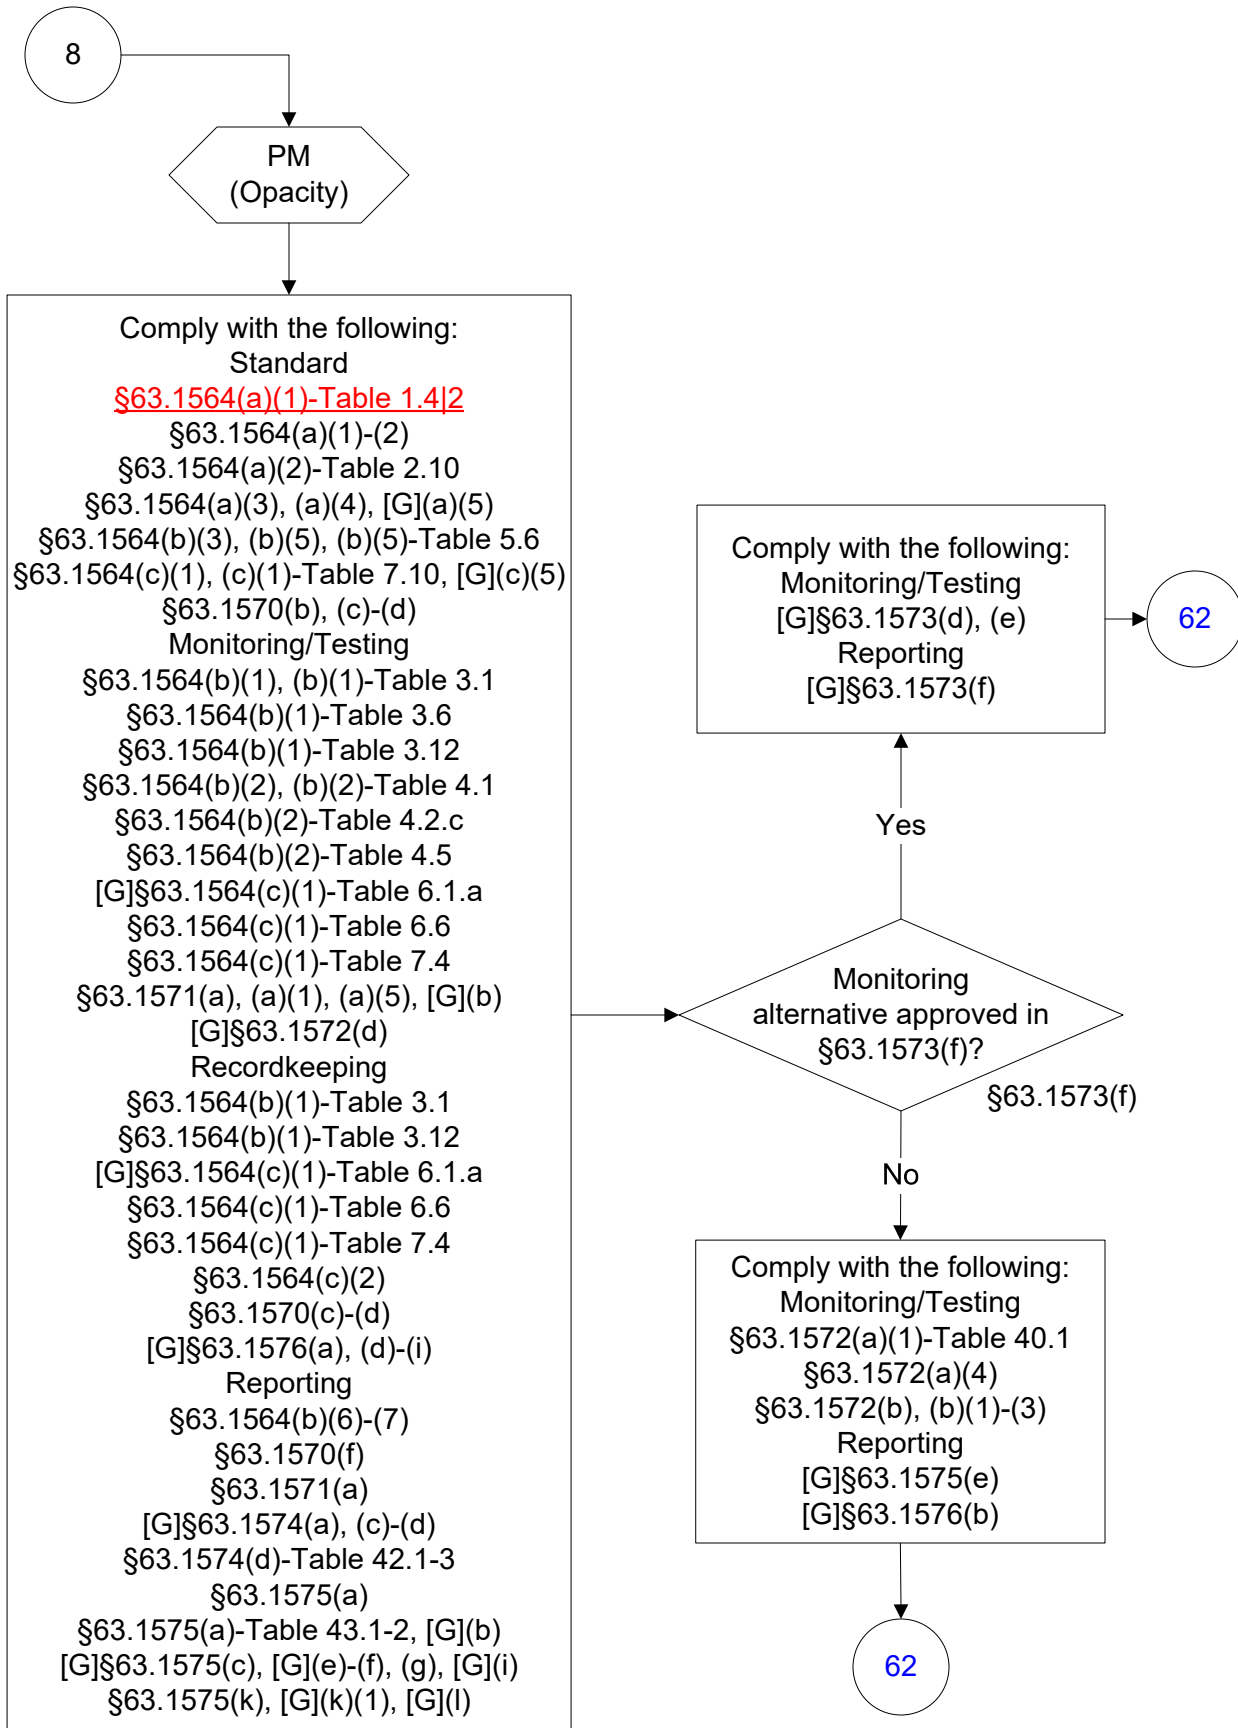 8
PM
(Opacity)
Comply with the following:
Standard
§63.1564(a)(1)-Table 1.4|2
§63.1564(a)(1)-(2)
§63.1564(a)(2)-Table 2.10
§63.1564(a)(3), (a)(4), [G](a)(5)
§63.1564(b)(3), (b)(5), (b)(5)-Table 5.6
§63.1564(c)(1), (c)(1)-Table 7.10, [G](c)(5)
§63.1570(b), (c)-(d)
Monitoring/Testing
§63.1564(b)(1), (b)(1)-Table 3.1
§63.1564(b)(1)-Table 3.6
§63.1564(b)(1)-Table 3.12
§63.1564(b)(2), (b)(2)-Table 4.1
§63.1564(b)(2)-Table 4.2.c
§63.1564(b)(2)-Table 4.5
[G]§63.1564(c)(1)-Table 6.1.a
§63.1564(c)(1)-Table 6.6
§63.1564(c)(1)-Table 7.4
§63.1571(a), (a)(1), (a)(5), [G](b)
[G]§63.1572(d)
Recordkeeping
§63.1564(b)(1)-Table 3.1
§63.1564(b)(1)-Table 3.12
[G]§63.1564(c)(1)-Table 6.1.a
§63.1564(c)(1)-Table 6.6
§63.1564(c)(1)-Table 7.4
§63.1564(c)(2)
§63.1570(c)-(d)
[G]§63.1576(a), (d)-(i)
Reporting
§63.1564(b)(6)-(7)
§63.1570(f)
§63.1571(a)
[G]§63.1574(a), (c)-(d)
§63.1574(d)-Table 42.1-3
§63.1575(a)
§63.1575(a)-Table 43.1-2, [G](b)
[G]§63.1575(c), [G](e)-(f), (g), [G](i)
§63.1575(k), [G](k)(1), [G](l)
Monitoring
alternative approved in
§63.1573(f)?
§63.1573(f)
Yes
Comply with the following:
Monitoring/Testing
[G]§63.1573(d), (e)
Reporting
[G]§63.1573(f)
62
No
Comply with the following:
Monitoring/Testing
§63.1572(a)(1)-Table 40.1
§63.1572(a)(4)
§63.1572(b), (b)(1)-(3)
Reporting
[G]§63.1575(e)
[G]§63.1576(b)
62